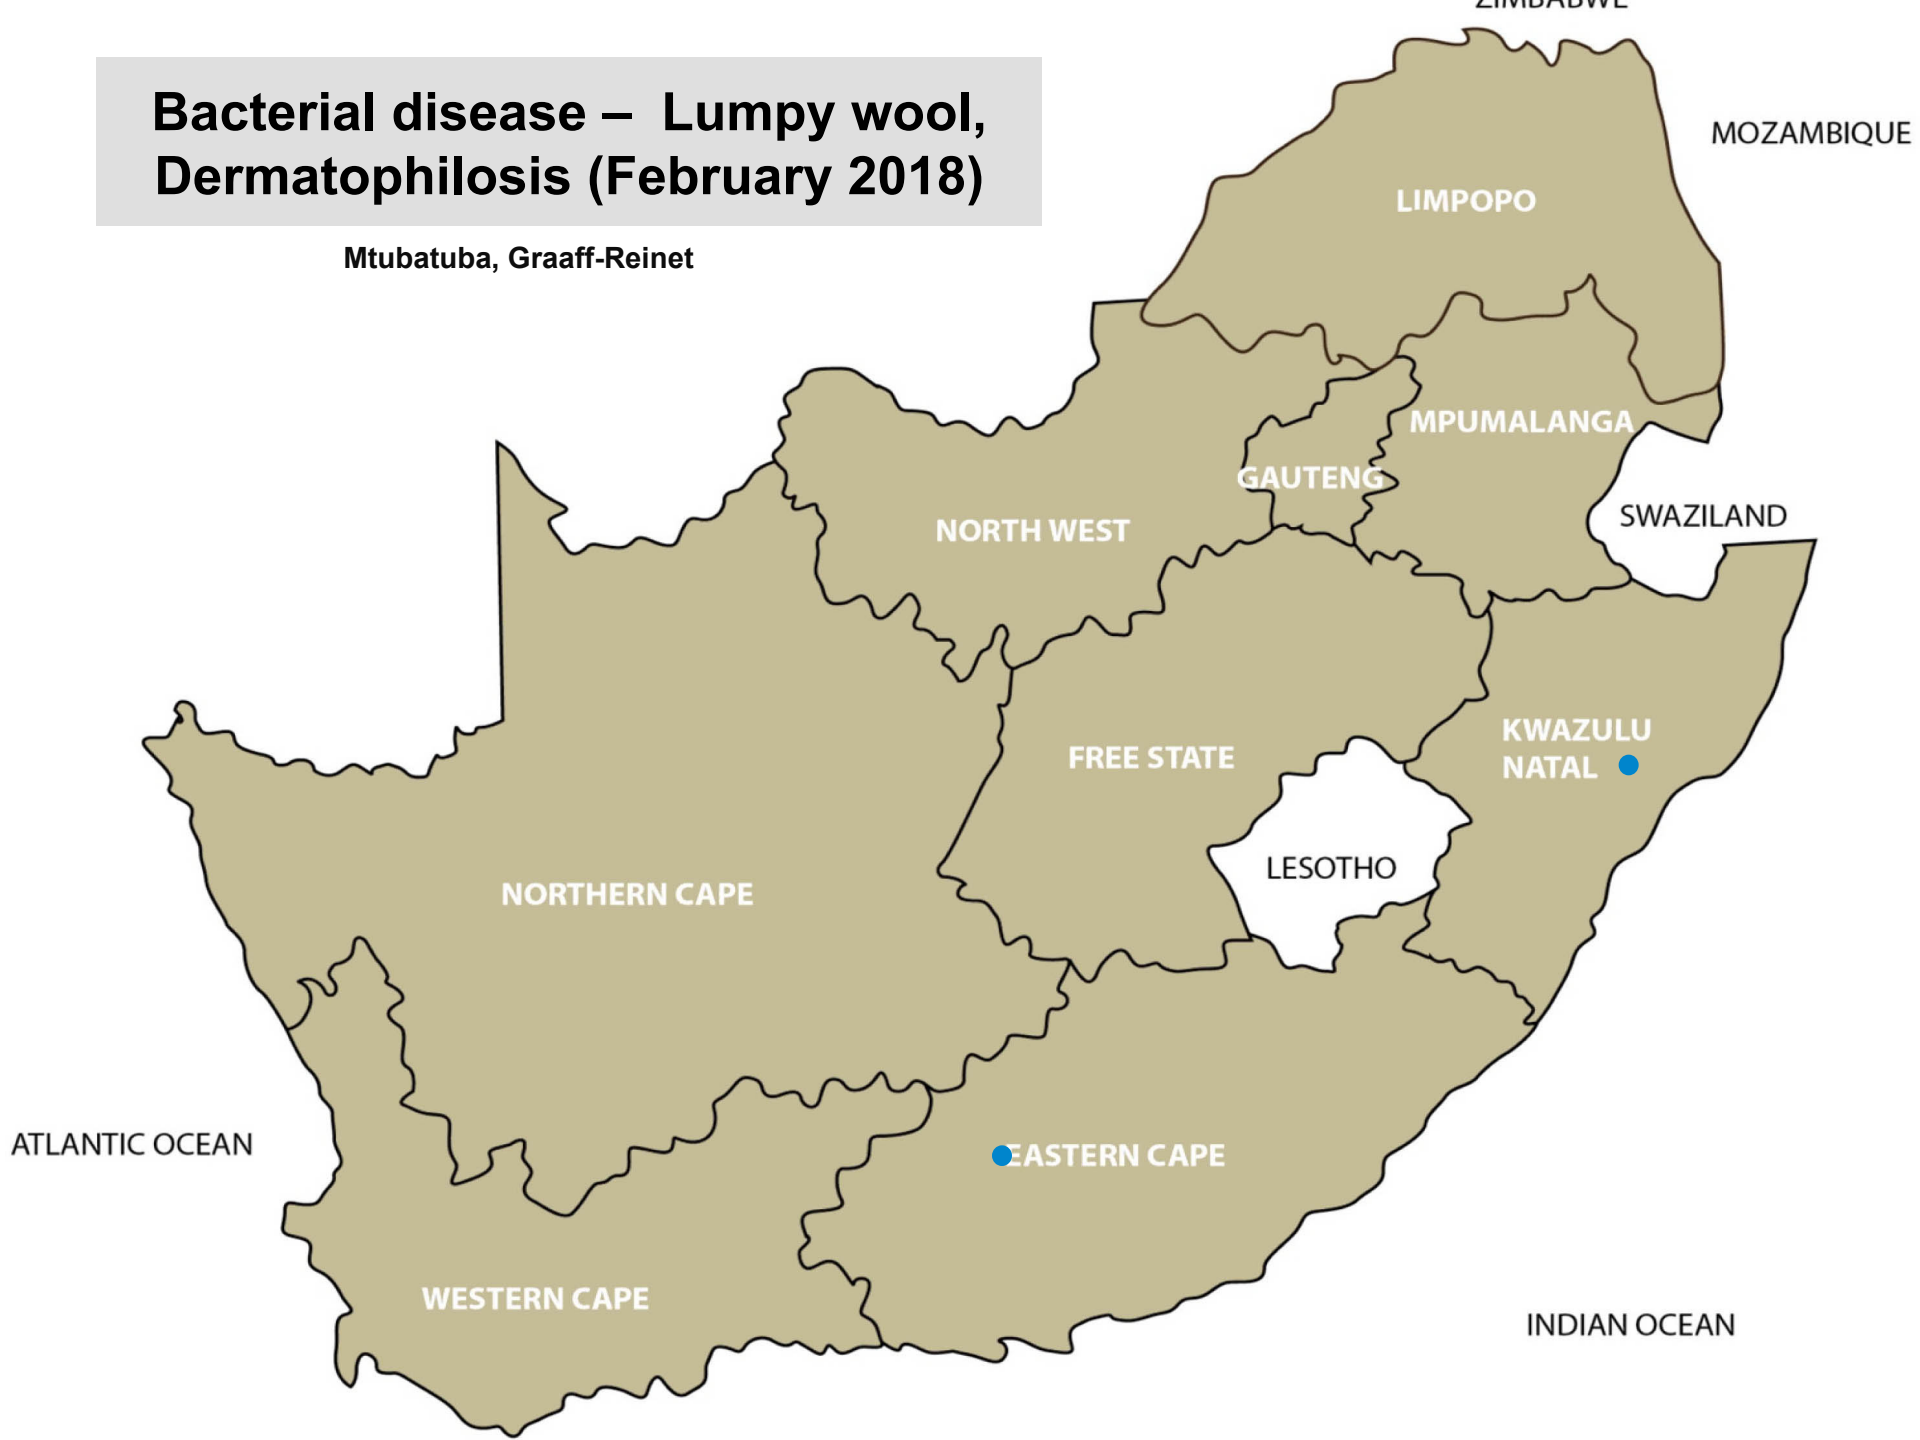 ZIMBABWE
Bacterial disease – Lumpy wool,
Dermatophilosis (February 2018)
MOZAMBIQUE
LIMPOPO
Mtubatuba, Graaff-Reinet
MPUMALANGA
GAUTENG
SWAZILAND
NORTH WEST
KWAZULU
NATAL
FREE STATE
LESOTHO
NORTHERN CAPE
ATLANTIC OCEAN
EASTERN CAPE
WESTERN CAPE
INDIAN OCEAN